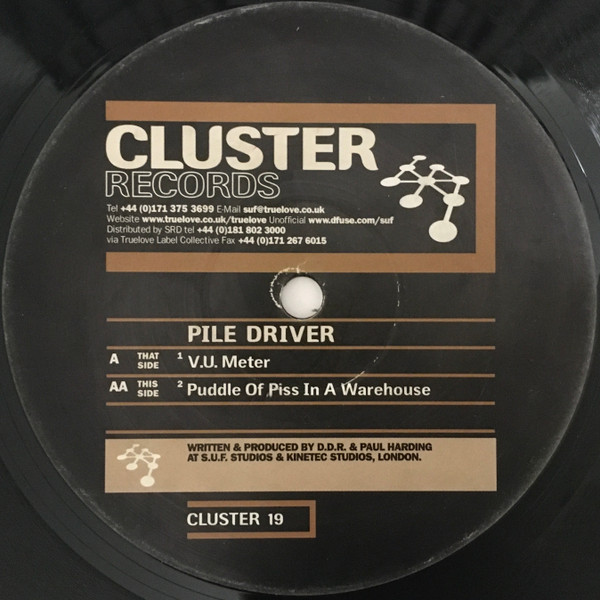 CLUSTER
RECORDS
Tel +44 (0)171 375 3699 E-Mail suf@truelove.co.uk
Website www.truelove.co.uk/truelove Unofficial www.dfuse.com/suf
Distributed by SRD tel +44 (0)181 802 3000
via Truelove Label Collective Fax +44 (0)171 267 6015
PILE DRIVER
A THAT SIDE 1 V.U. Meter
AA THIS SIDE 2 Puddle Of Piss In A Warehouse
WRITTEN & PRODUCED BY D.D.R. & PAUL HARDING
AT S.U.F. STUDIOS & KINETEC STUDIOS, LONDON.
CLUSTER 19